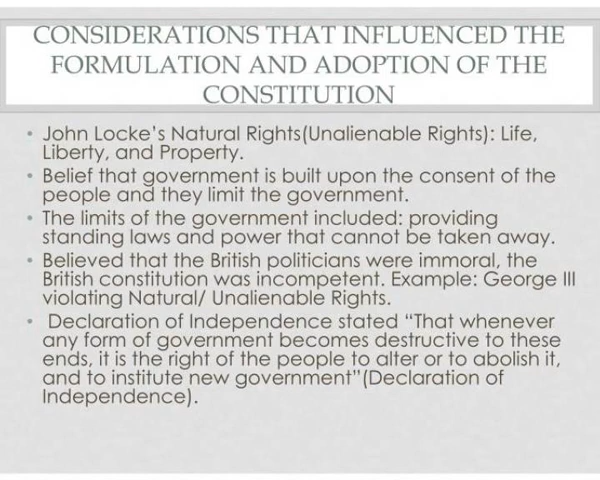 CONSIDERATIONS THAT INFLUENCED THE
FORMULATION AND ADOPTION OF THE
CONSTITUTION
• John Locke's Natural Rights(Unalienable Rights): Life,
Liberty, and Property.
• Belief that government is built upon the consent of the
people and they limit the government.
• The limits of the government included: providing
standing laws and power that cannot be taken away.
• Believed that the British politicians were immoral, the
British constitution was incompetent. Example: George III
violating Natural/ Unalienable Rights.
• Declaration of Independence stated “That whenever
any form of government becomes destructive to these
ends, it is the right of the people to alter or to abolish it,
and to institute new government”(Declaration of
Independence).